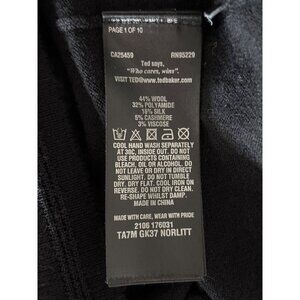 PAGE 1 OF 10
CA25459 RN95229
Ted says,
"Who cares, wins".
VISIT TED@www.tedbaker.com
44% WOOL
32% POLYAMIDE
16% SILK
5% CASHMERE
3% VISCOSE
COOL HAND WASH SEPARATELY
AT 30C, INSIDE OUT. DO NOT
USE PRODUCTS CONTAINING
BLEACH, OIL OR ALCOHOL. DO
NOT LEAVE OR DRY IN DIRECT
SUNLIGHT. DO NOT TUMBLE
DRY. DRY FLAT. COOL IRON ON
REVERSE. DO NOT DRY CLEAN.
RE-SHAPE WHILST DAMP.
MADE IN CHINA
MADE WITH CARE, WEAR WITH PRIDE
2106 176031
TA7M GK37 NORLITT